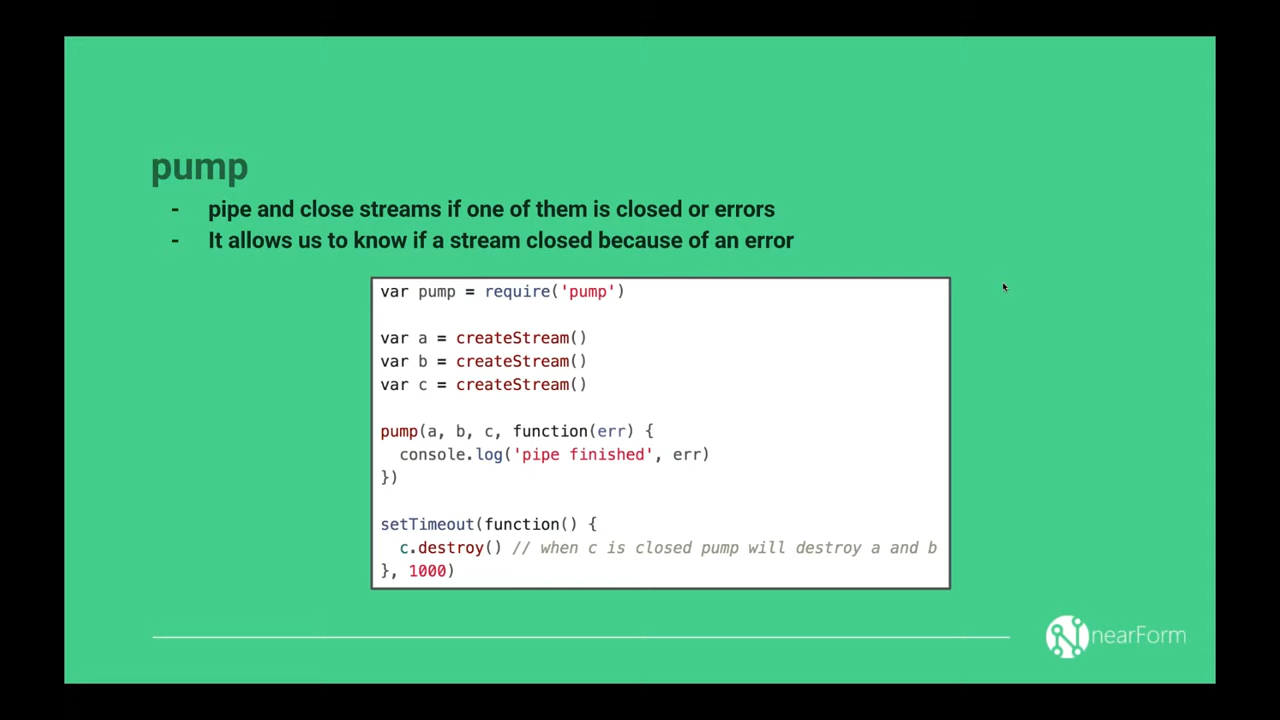 pump
- pipe and close streams if one of them is closed or errors
- It allows us to know if a stream closed because of an error
var pump = require('pump')
var a = createStream()
var b = createStream()
var c = createStream()
pump(a, b, c, function(err) {
  console.log('pipe finished', err)
})
setTimeout(function() {
  c.destroy() // when c is closed pump will destroy a and b
}, 1000)
nearForm